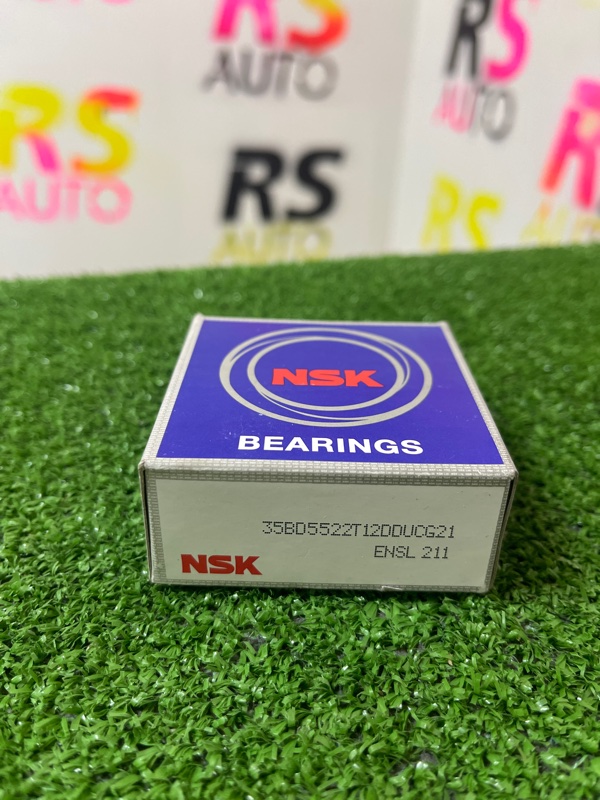 RS
AUTO
RS
AUTO
RS
AUTO
RS
AUTO
RS
NSK
BEARINGS
35BD5522T12DDUCG21
ENSL 211
NSK